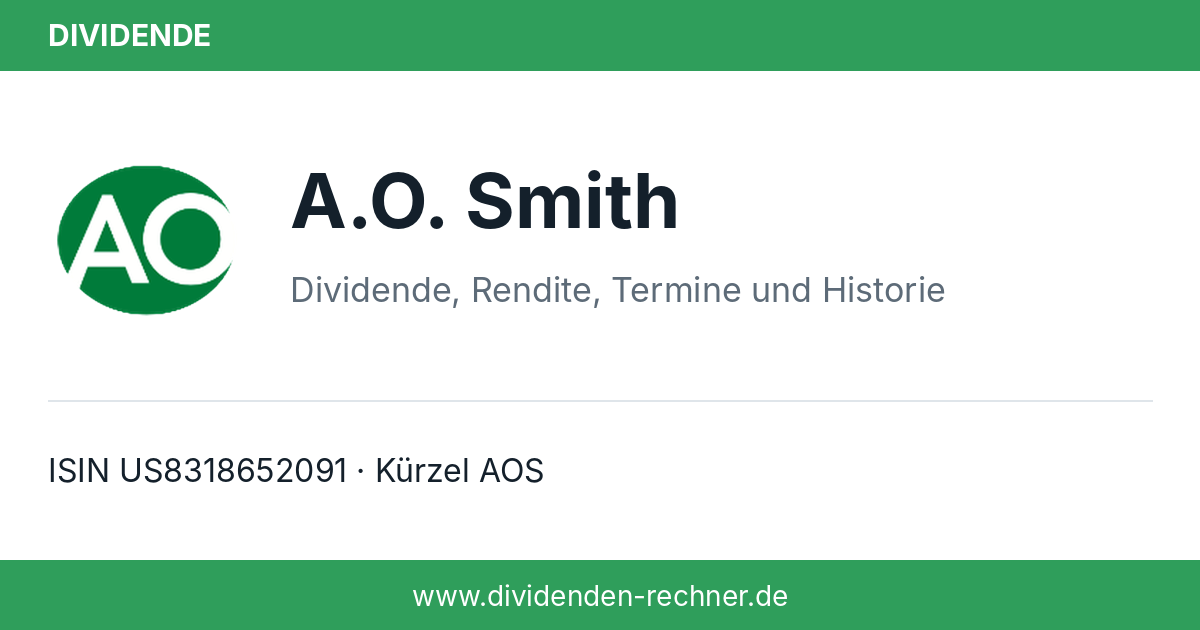 DIVIDENDE
AO
A.O. Smith
Dividende, Rendite, Termine und Historie
ISIN US8318652091 · Kürzel AOS
www.dividenden-rechner.de